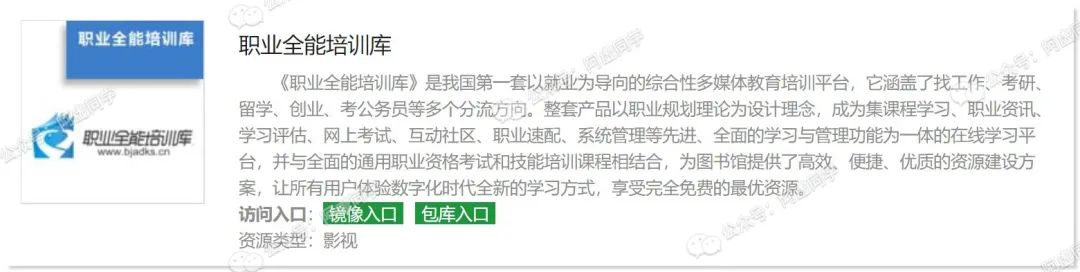 职业全能培训库
职业全能培训库
www.bjadks.cn
职业全能培训库
《职业全能培训库》是我国第一套以就业为导向的综合性多媒体教育培训平台，它涵盖了找工作、考研、
留学、创业、考公务员等多个分流方向。整套产品以职业规划理论为设计理念，成为集课程学习、职业资讯、
学习评估、网上考试、互动社区、职业速配、系统管理等先进、全面的学习与管理功能为一体的在线学习平
台，并与全面的通用职业资格考试和技能培训课程相结合，为图书馆提供了高效、便捷、优质的资源建设方
案，让所有用户体验数字化时代全新的学习方式，享受完全免费的最优资源。
访问入口：镜像入口 包库入口
资源类型：影视
公众号：阿虚同学